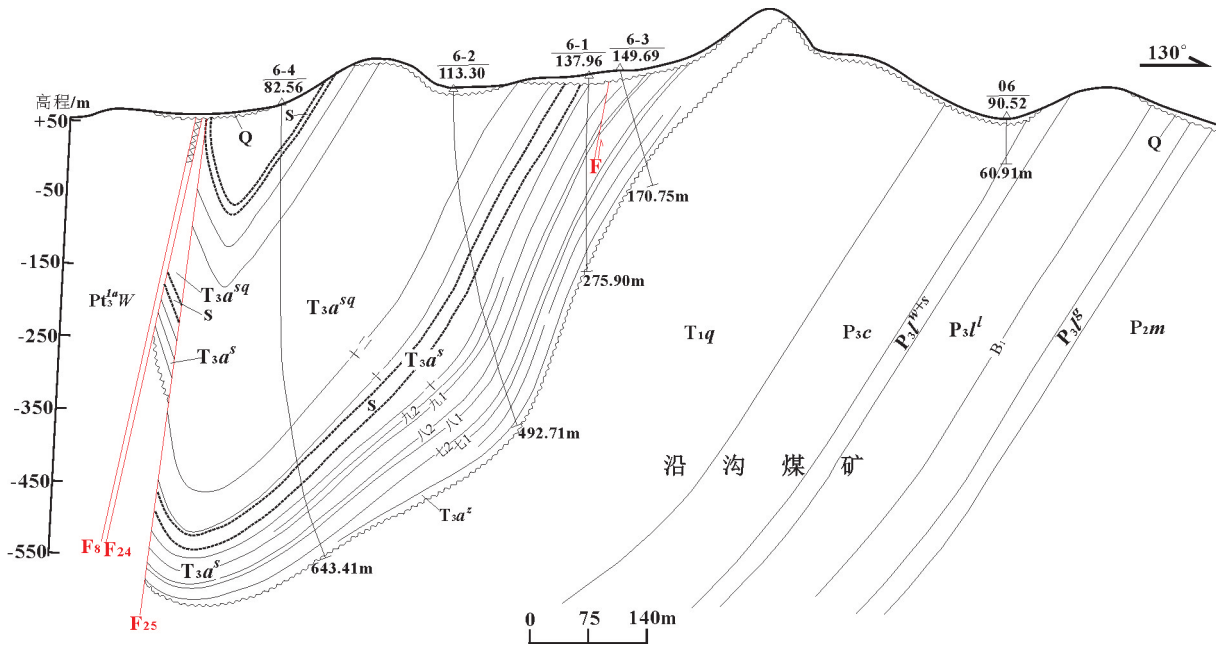 6-4
82.56
6-2
113.30
6-1
137.96
6-3
149.69
06
90.52
130°
高程/m
+50
-50
-150
-250
-350
-450
-550
S
Q
Q
F
60.91m
170.75m
275.90m
Pt₃¹ᵃW
T₃aˢq
S
T₃aˢ
T₃aˢq
T₁q
P₃c
P₃lʷ⁺ˢ
P₃lˡ
B₁
P₃lᵍ
P₂m
十二
十一
T₃aˢ
S
十
九2
九1
八2
八1
七2
七1
492.71m
沿沟煤矿
T₃aᶻ
F₈
F₂₄
T₃aˢ
643.41m
F₂₅
0 75 140m